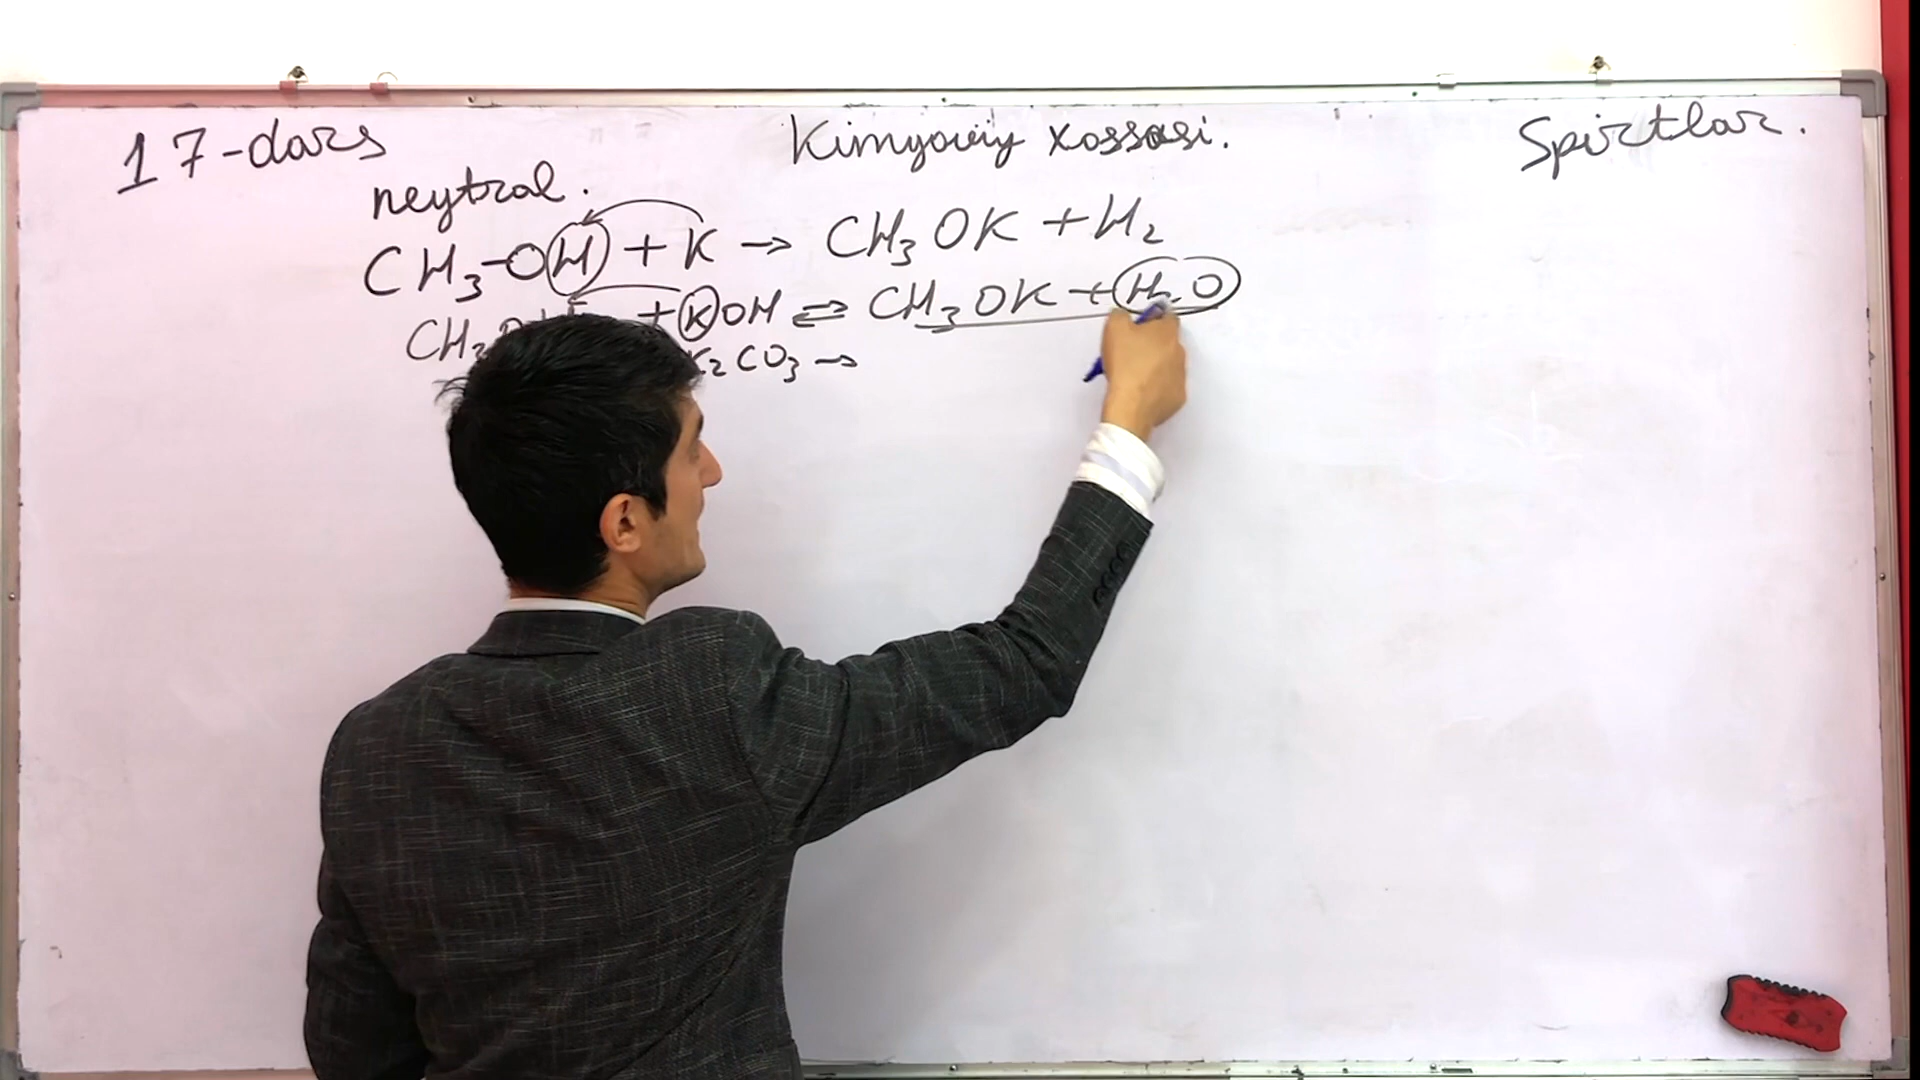 17-dars Kimyoviy xossasi. Spirtlar.
neytral.
CH₃-OH + K → CH₃OK + H₂
+ KOH ⇌ CH₃OK + H₂O
K₂CO₃ →